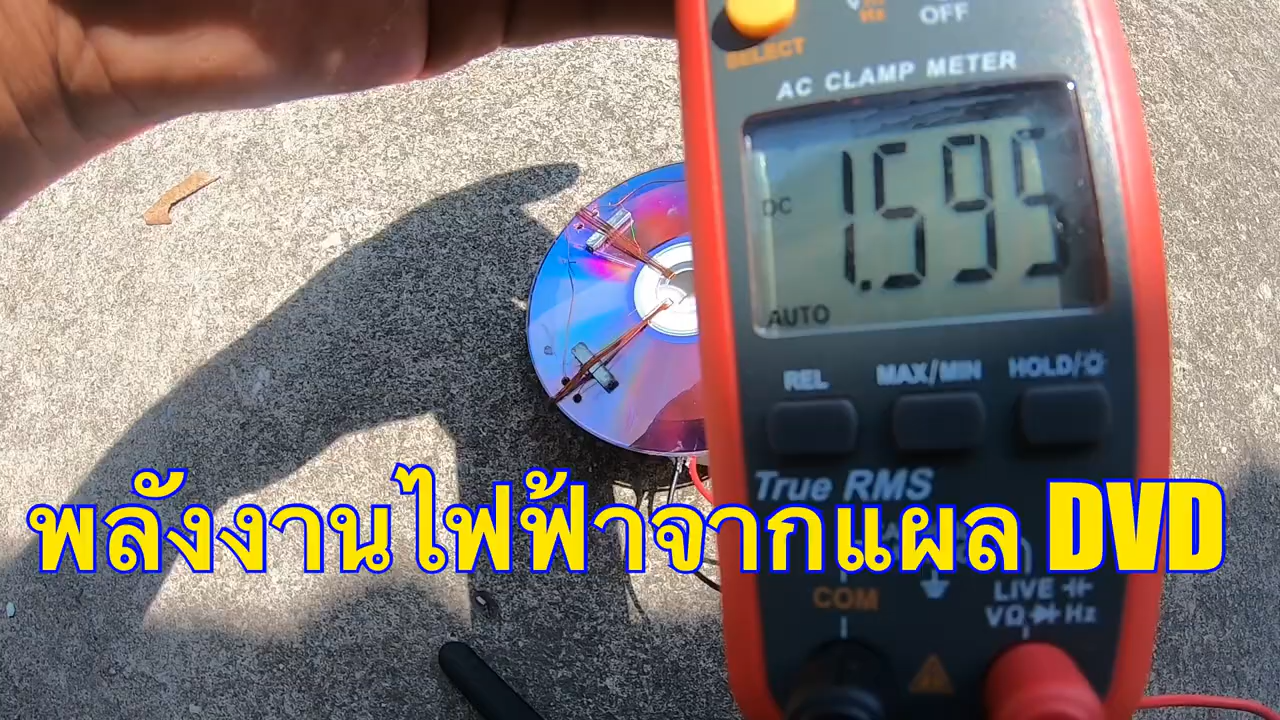 SELECT
OFF
AC CLAMP METER
DC
1.595
AUTO
REL MAX/MIN HOLD/
True RMS
พลังงานไฟฟ้าจากแผล DVD
COM
LIVE
VΩ Hz